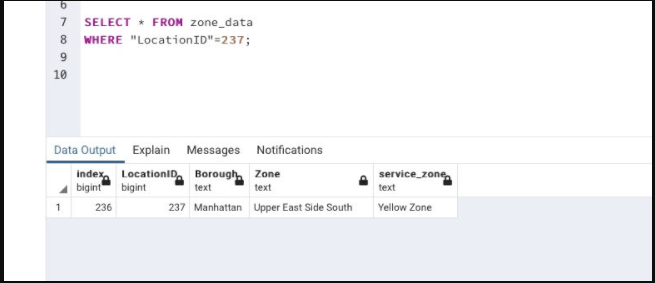 6
7 SELECT * FROM zone_data
8 WHERE "LocationID"=237;
9
10
Data Output Explain Messages Notifications
index LocationID Borough Zone service_zone
bigint bigint text text text
1 236 237 Manhattan Upper East Side South Yellow Zone